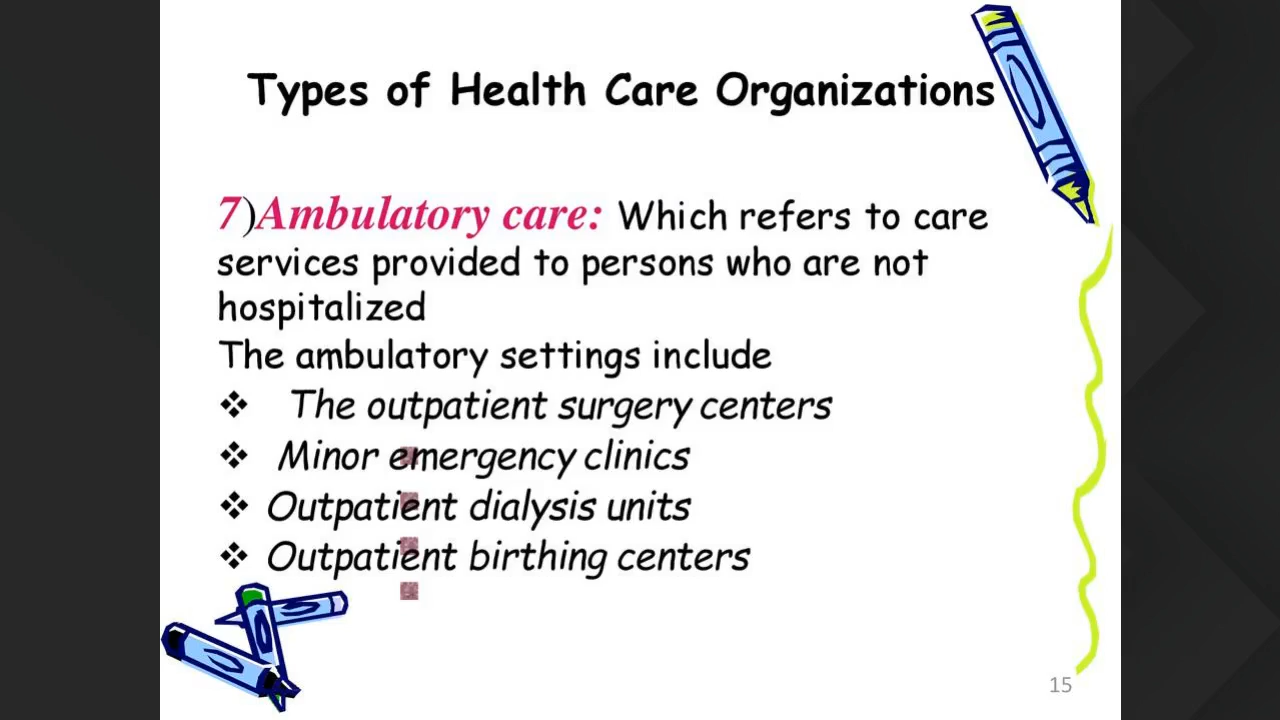 Types of Health Care Organizations
7)Ambulatory care: Which refers to care
services provided to persons who are not
hospitalized
The ambulatory settings include
❖ The outpatient surgery centers
❖ Minor emergency clinics
❖ Outpatient dialysis units
❖ Outpatient birthing centers
15